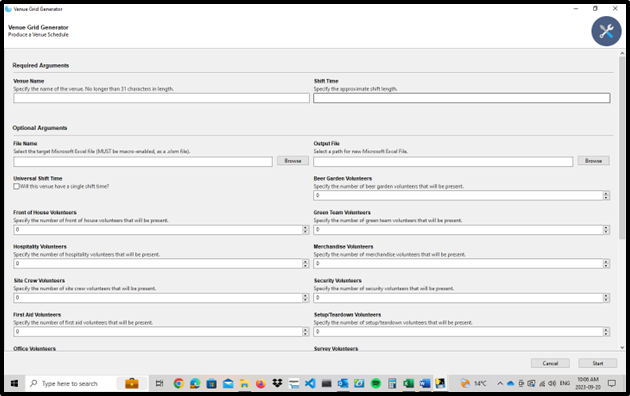 Venue Grid Generator
Venue Grid Generator
Produce a Venue Schedule.
Required Arguments
Venue Name
Specify the name of the venue. No longer than 31 characters in length.
Shift Time
Specify the approximate shift length.
Optional Arguments
File Name
Select the target Microsoft Excel file (MUST be macro-enabled, as a .xlsm file).
Browse
Output File
Select a path for new Microsoft Excel File.
Browse
Universal Shift Time
Will this venue have a single shift time?
Beer Garden Volunteers
Specify the number of beer garden volunteers that will be present.
0
Front of House Volunteers
Specify the number of front of house volunteers that will be present.
0
Green Team Volunteers
Specify the number of green team volunteers that will be present.
0
Hospitality Volunteers
Specify the number of hospitality volunteers that will be present.
0
Merchandise Volunteers
Specify the number of merchandise volunteers that will be present.
0
Site Crew Volunteers
Specify the number of site crew volunteers that will be present.
0
Security Volunteers
Specify the number of security volunteers that will be present.
0
First Aid Volunteers
Specify the number of first aid volunteers that will be present.
0
Setup/Teardown Volunteers
Specify the number of setup/teardown volunteers that will be present.
0
Office Volunteers
Survey Volunteers
Cancel
Start
Type here to search
14°C
ENG
10:06 AM
2023-09-20